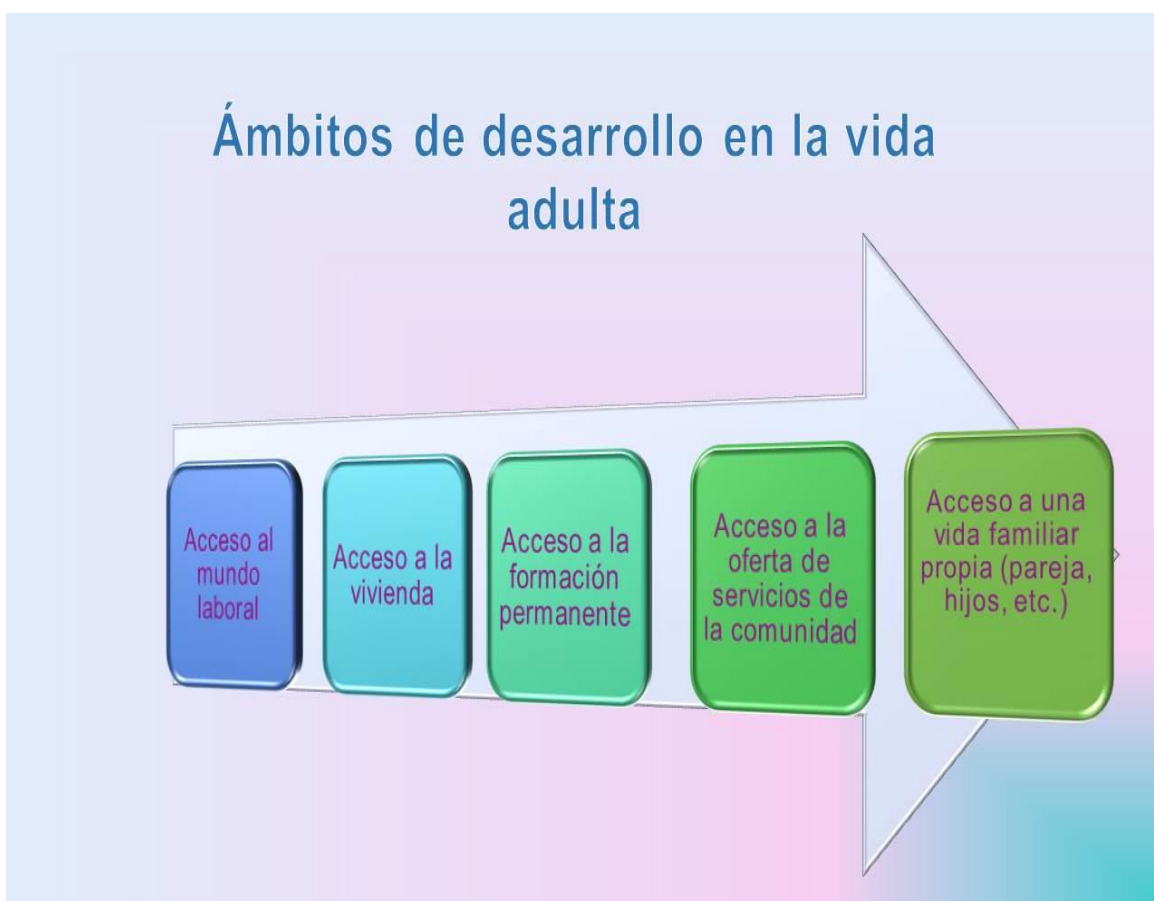 Ámbitos de desarrollo en la vida
adulta
Acceso al
mundo
laboral
Acceso a la
vivienda
Acceso a la
formación
permanente
Acceso a la
oferta de
servicios de
la comunidad
Acceso a una
vida familiar
propia (pareja,
hijos, etc.)